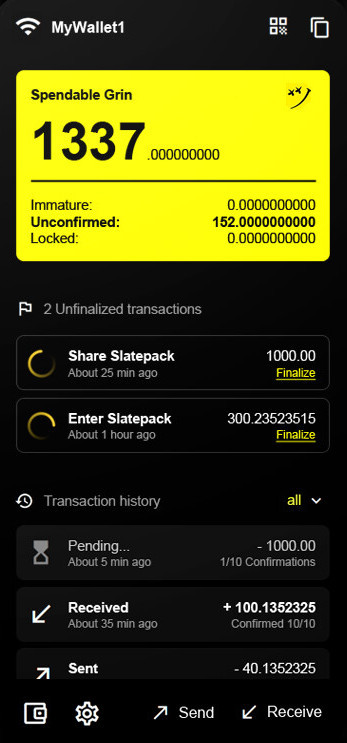 MyWallet1
Spendable Grin
1337.000000000
Immature: 0.0000000000
Unconfirmed: 152.0000000000
Locked: 0.0000000000
2 Unfinalized transactions
Share Slatepack 1000.00
About 25 min ago Finalize
Enter Slatepack 300.23523515
About 1 hour ago Finalize
Transaction history all
Pending... - 1000.00
About 5 min ago 1/10 Confirmations
Received + 100.1352325
About 35 min ago Confirmed 10/10
Sent - 40.1352325
Send Receive